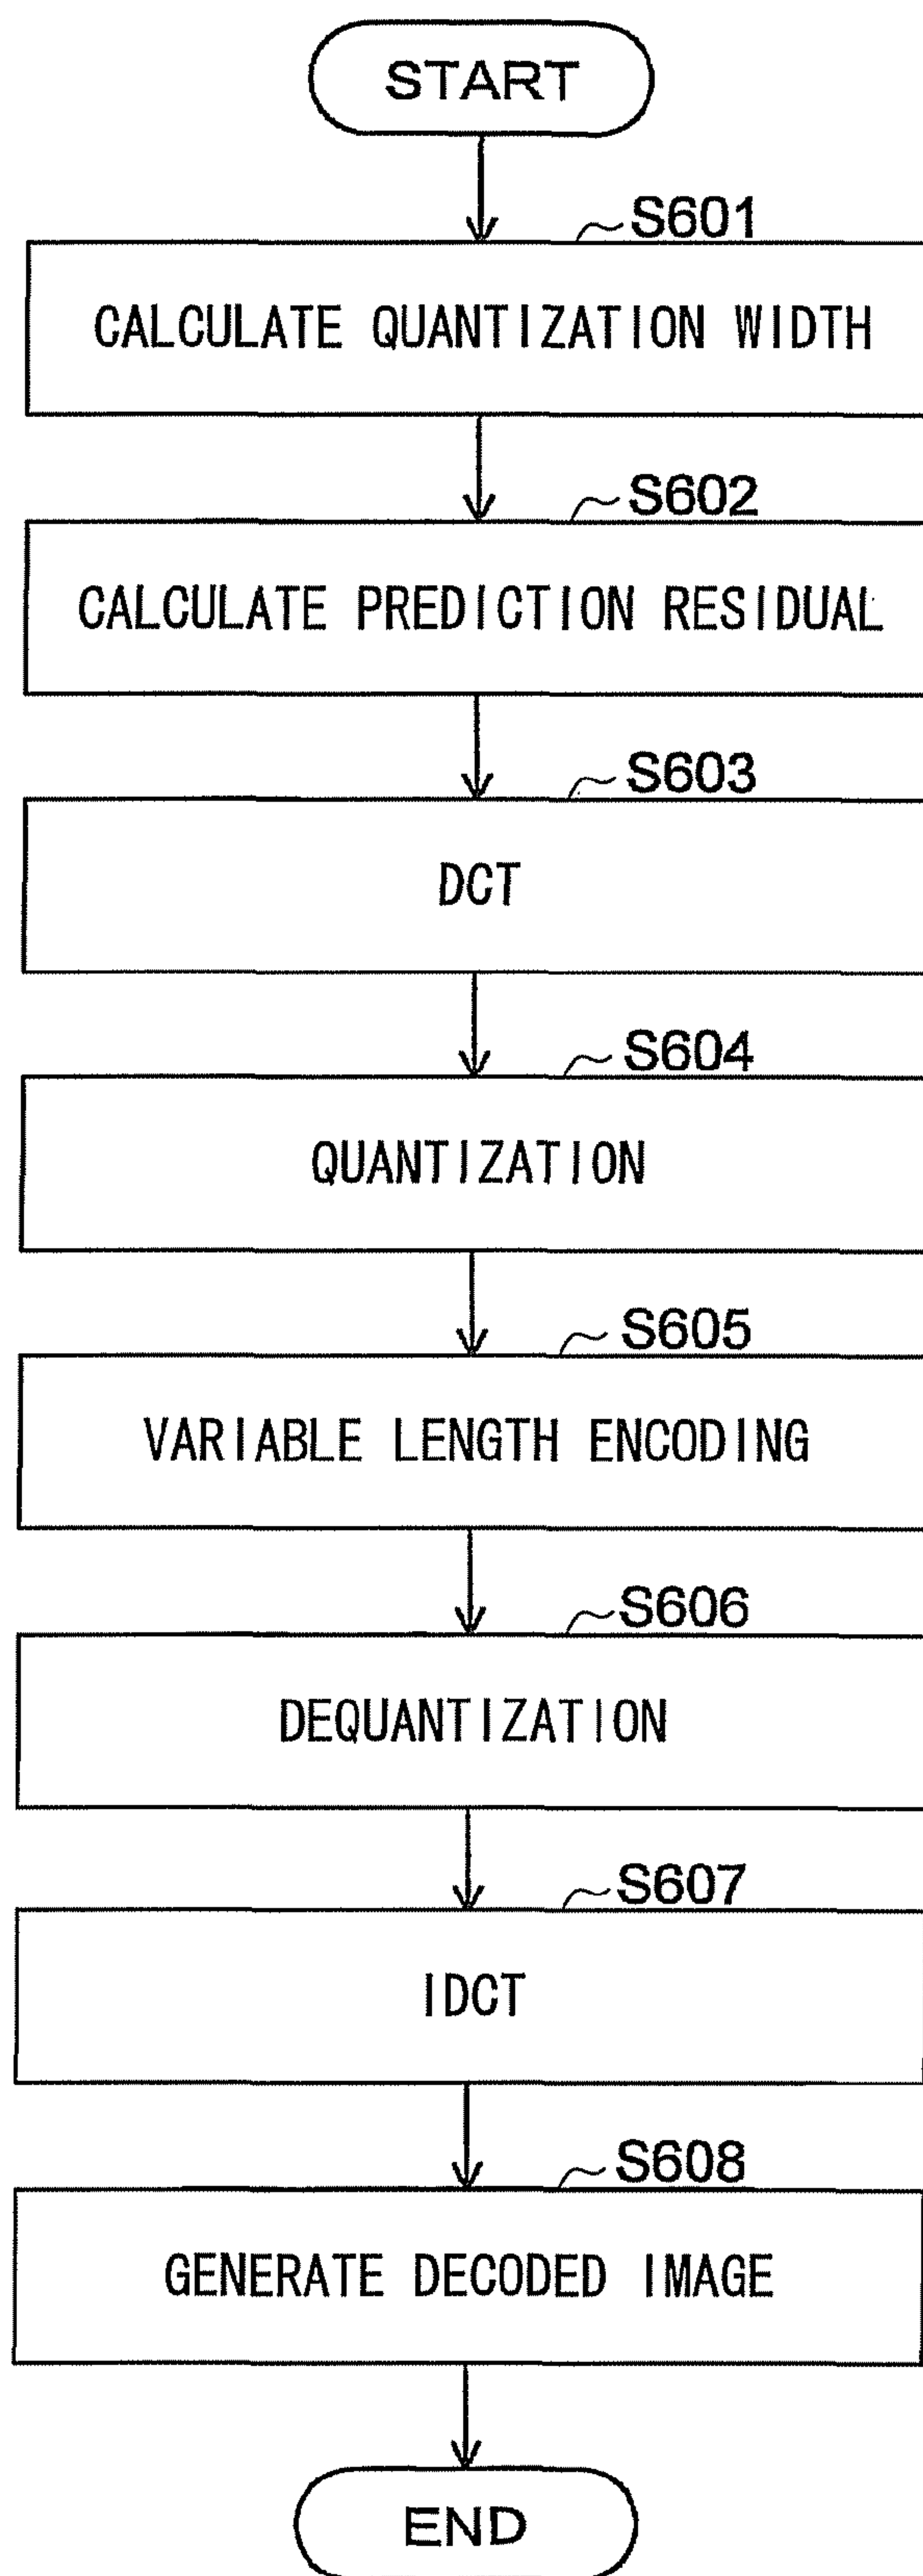 START
S601
CALCULATE QUANTIZATION WIDTH
S602
CALCULATE PREDICTION RESIDUAL
S603
DCT
S604
QUANTIZATION
S605
VARIABLE LENGTH ENCODING
S606
DEQUANTIZATION
S607
IDCT
S608
GENERATE DECODED IMAGE
END